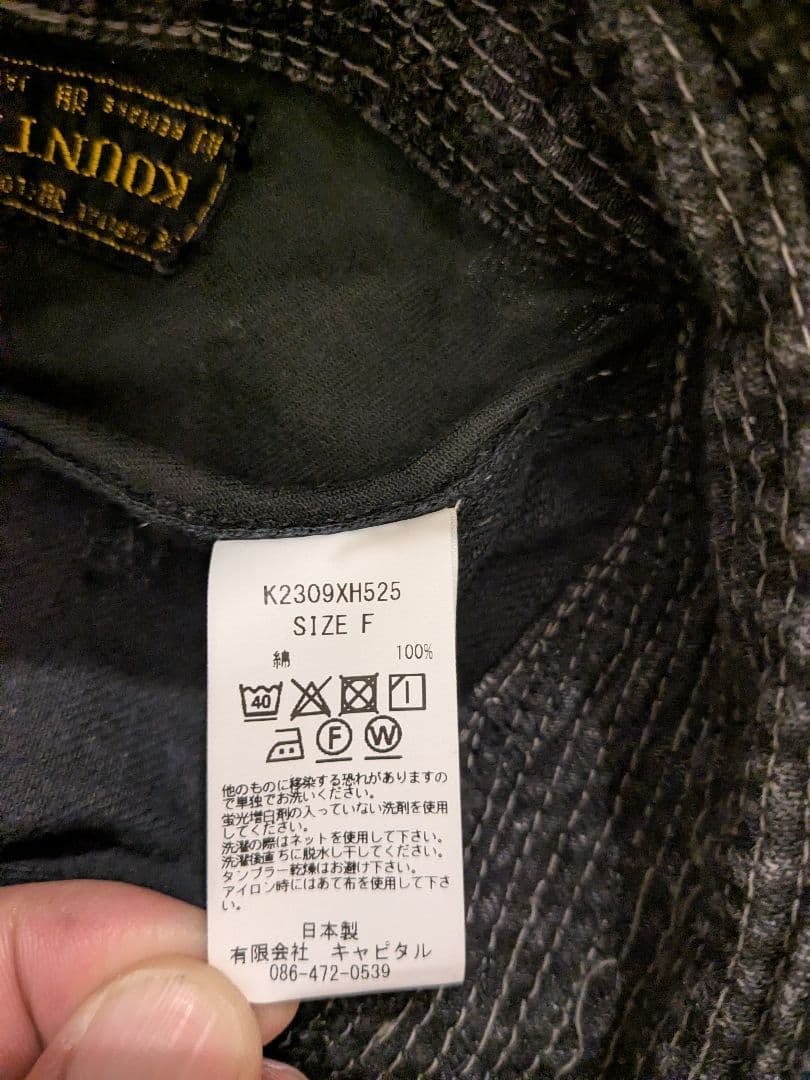 KOUNT
K2309XH525
SIZE F
綿 100%
40
F W
他のものに移染する恐れがありますの
で単独でお洗いください。
蛍光増白剤の入っていない洗剤を使用
してください。
洗濯の際はネットを使用して下さい。
洗濯後直ちに脱水し干してください。
タンブラー乾燥はお避け下さい。
アイロン時にはあて布を使用して下さ
い。
日本製
有限会社 キャピタル
086-472-0539